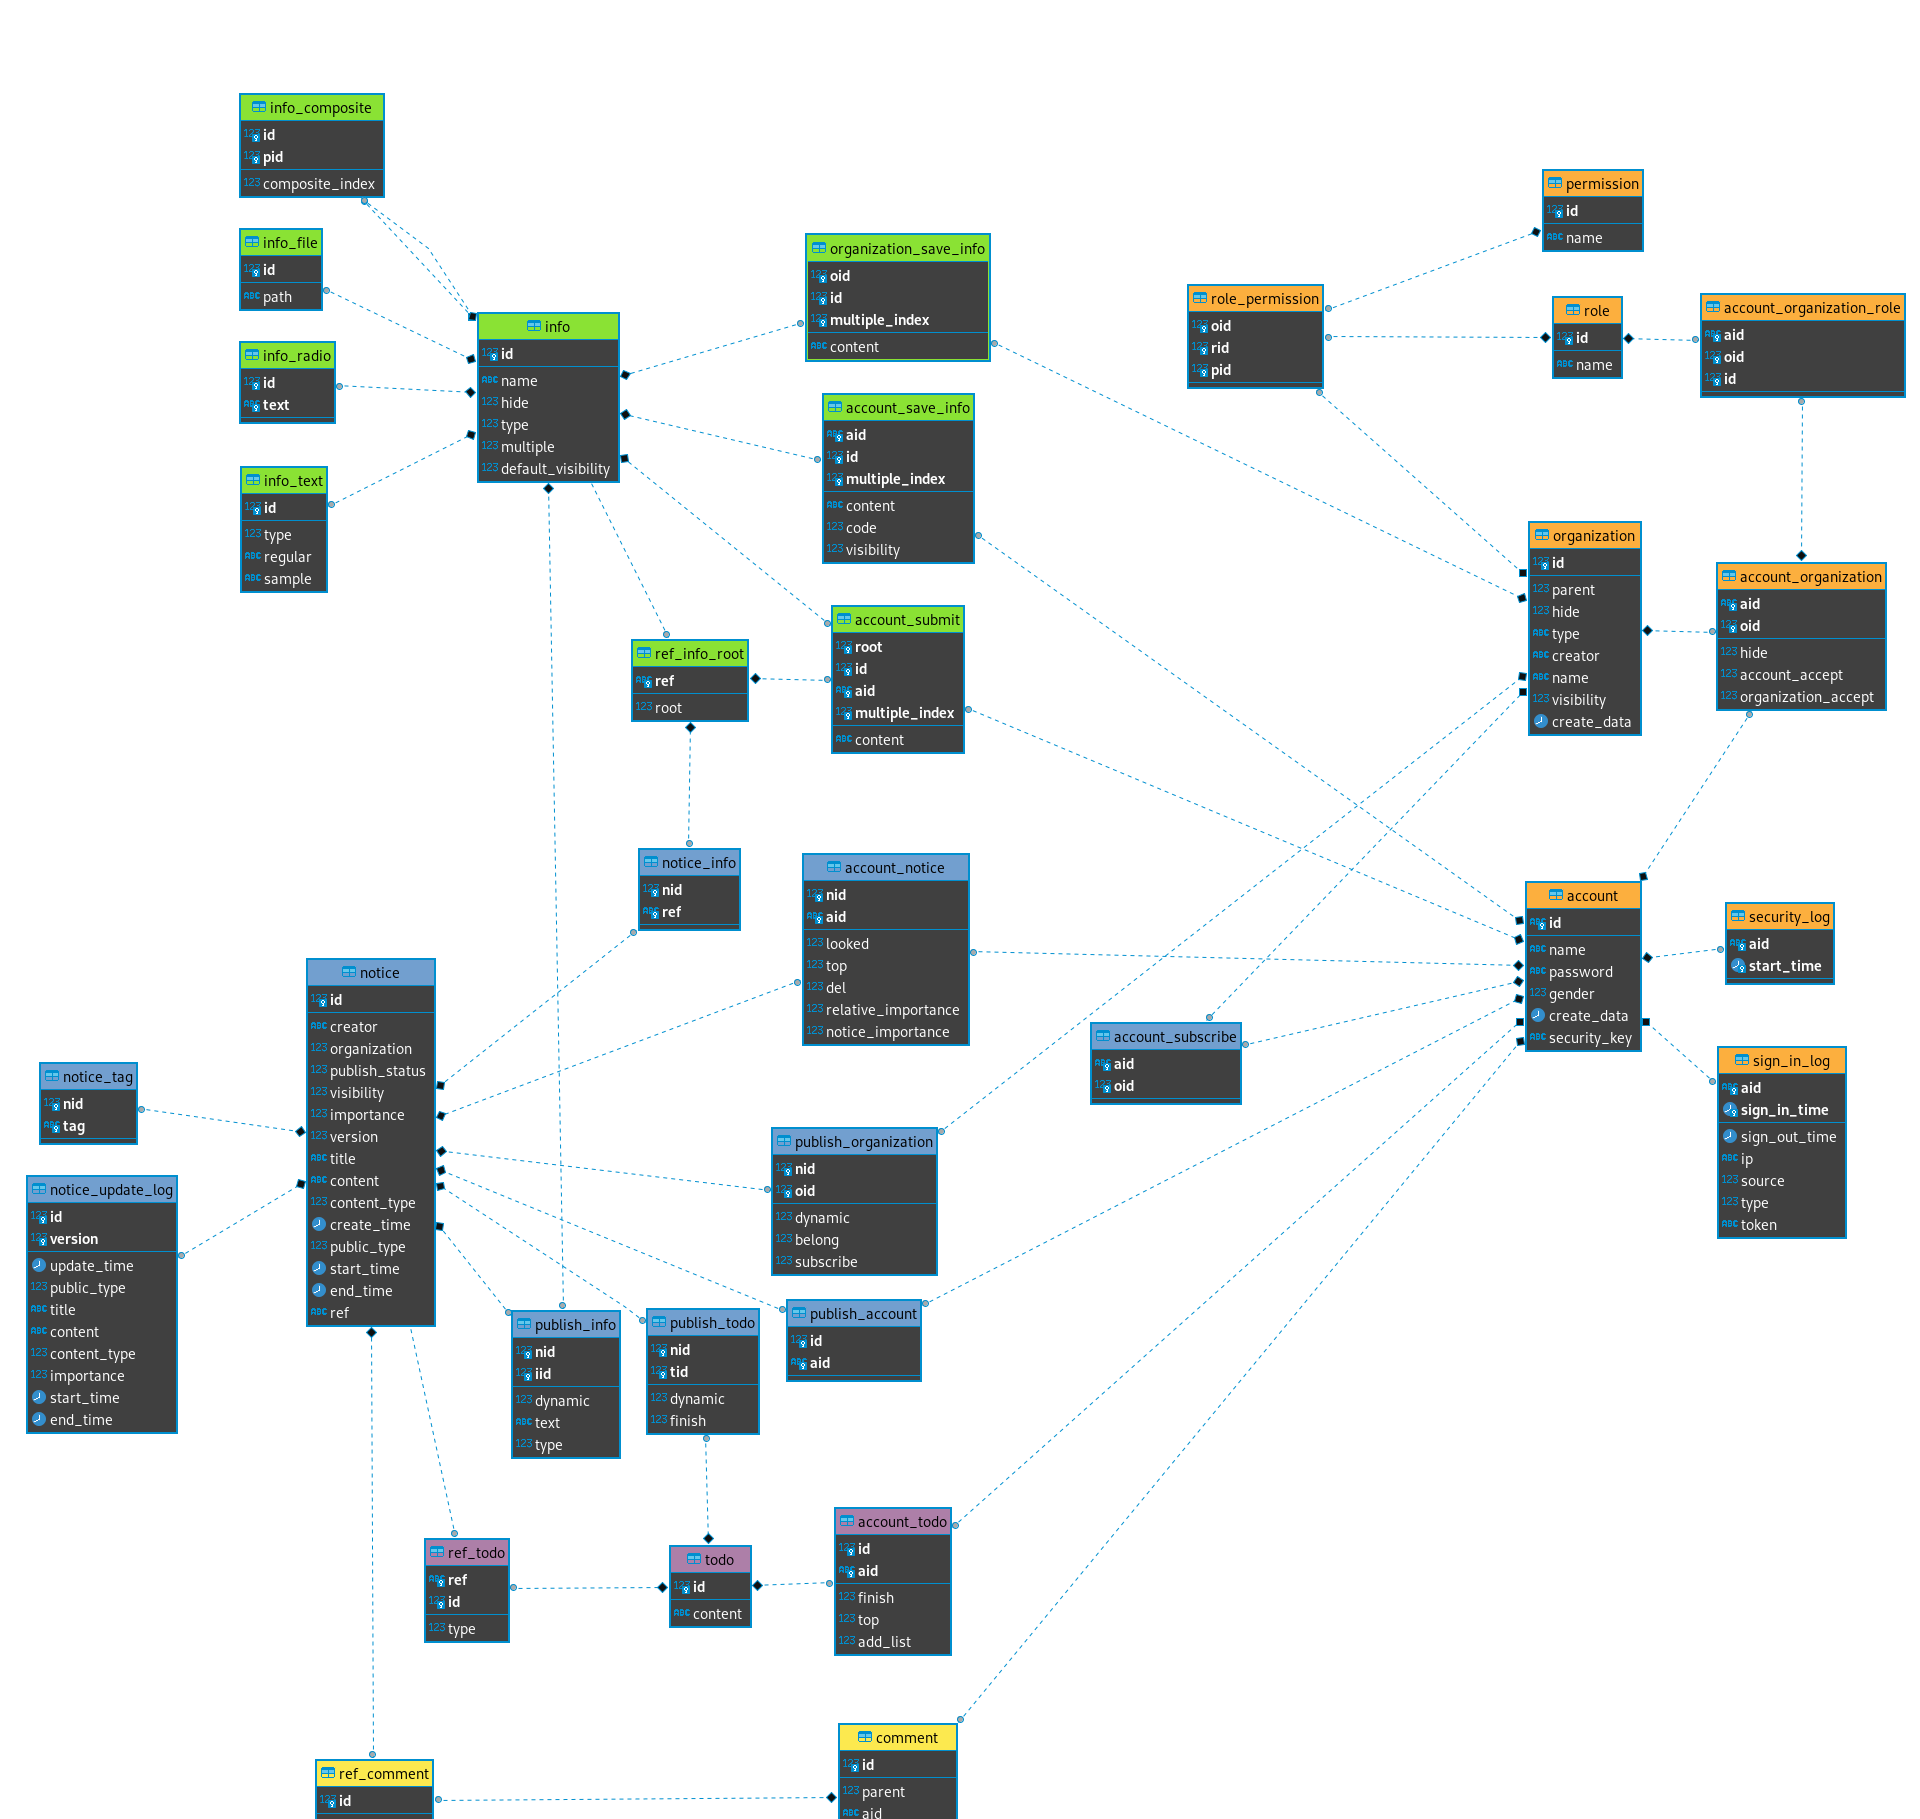 info_composite
id
pid
composite_index
info_file
id
path
info_radio
id
text
info_text
id
type
regular
sample
info
id
name
hide
type
multiple
default_visibility
organization_save_info
oid
id
multiple_index
content
account_save_info
aid
id
multiple_index
content
code
visibility
account_submit
root
id
aid
multiple_index
content
ref_info_root
ref
root
permission
id
name
role_permission
oid
rid
pid
role
id
name
account_organization_role
aid
oid
id
organization
id
parent
hide
type
creator
name
visibility
create_data
account_organization
aid
oid
hide
account_accept
organization_accept
notice_info
nid
ref
account_notice
nid
aid
looked
top
del
relative_importance
notice_importance
account
id
name
password
gender
create_data
security_key
security_log
aid
start_time
sign_in_log
aid
sign_in_time
sign_out_time
ip
source
type
token
account_subscribe
aid
oid
notice
id
creator
organization
publish_status
visibility
importance
version
title
content
content_type
create_time
public_type
start_time
end_time
ref
notice_tag
nid
tag
notice_update_log
id
version
update_time
public_type
title
content
content_type
importance
start_time
end_time
publish_organization
nid
oid
dynamic
belong
subscribe
publish_info
nid
iid
dynamic
text
type
publish_todo
nid
tid
dynamic
finish
publish_account
id
aid
ref_todo
ref
id
type
todo
id
content
account_todo
id
aid
finish
top
add_list
ref_comment
id
comment
id
parent
aid